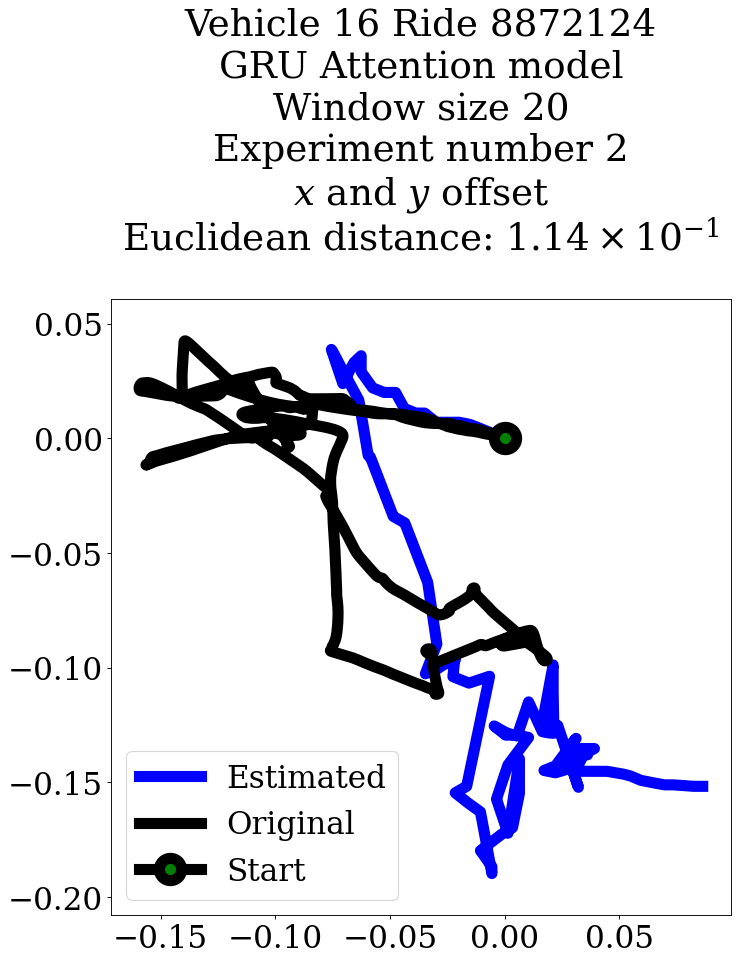 Vehicle 16 Ride 8872124
GRU Attention model
Window size 20
Experiment number 2
x and y offset
Euclidean distance: 1.14 × 10⁻¹
0.05
0.00
−0.05
−0.10
−0.15
−0.20
Estimated
Original
Start
−0.15 −0.10 −0.05 0.00 0.05